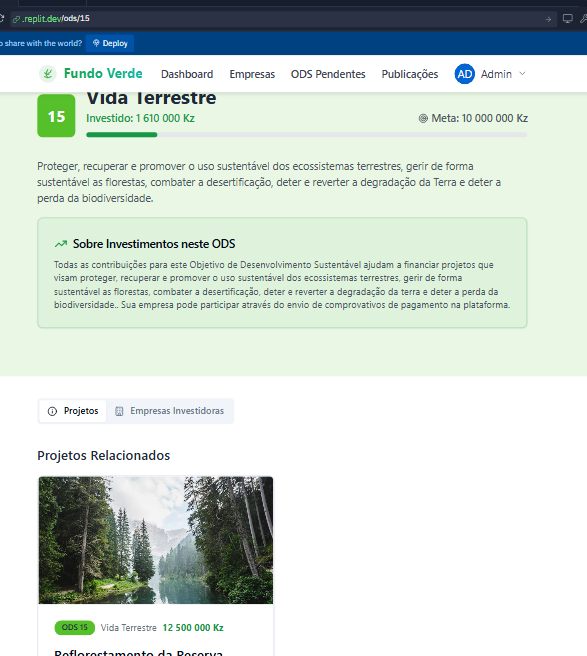 .replit.dev/ods/15
o share with the world? Deploy
Fundo Verde Dashboard Empresas ODS Pendentes Publicações AD Admin
15 Vida Terrestre
Investido: 1 610 000 Kz Meta: 10 000 000 Kz
Proteger, recuperar e promover o uso sustentável dos ecossistemas terrestres, gerir de forma
sustentável as florestas, combater a desertificação, deter e reverter a degradação da Terra e deter a
perda da biodiversidade.
Sobre Investimentos neste ODS
Todas as contribuições para este Objetivo de Desenvolvimento Sustentável ajudam a financiar projetos que
visam proteger, recuperar e promover o uso sustentável dos ecossistemas terrestres, gerir de forma
sustentável as florestas, combater a desertificação, deter e reverter a degradação da terra e deter a perda da
biodiversidade.. Sua empresa pode participar através do envio de comprovativos de pagamento na plataforma.
Projetos Empresas Investidoras
Projetos Relacionados
ODS 15 Vida Terrestre 12 500 000 Kz
Reflorestamento da Reserva